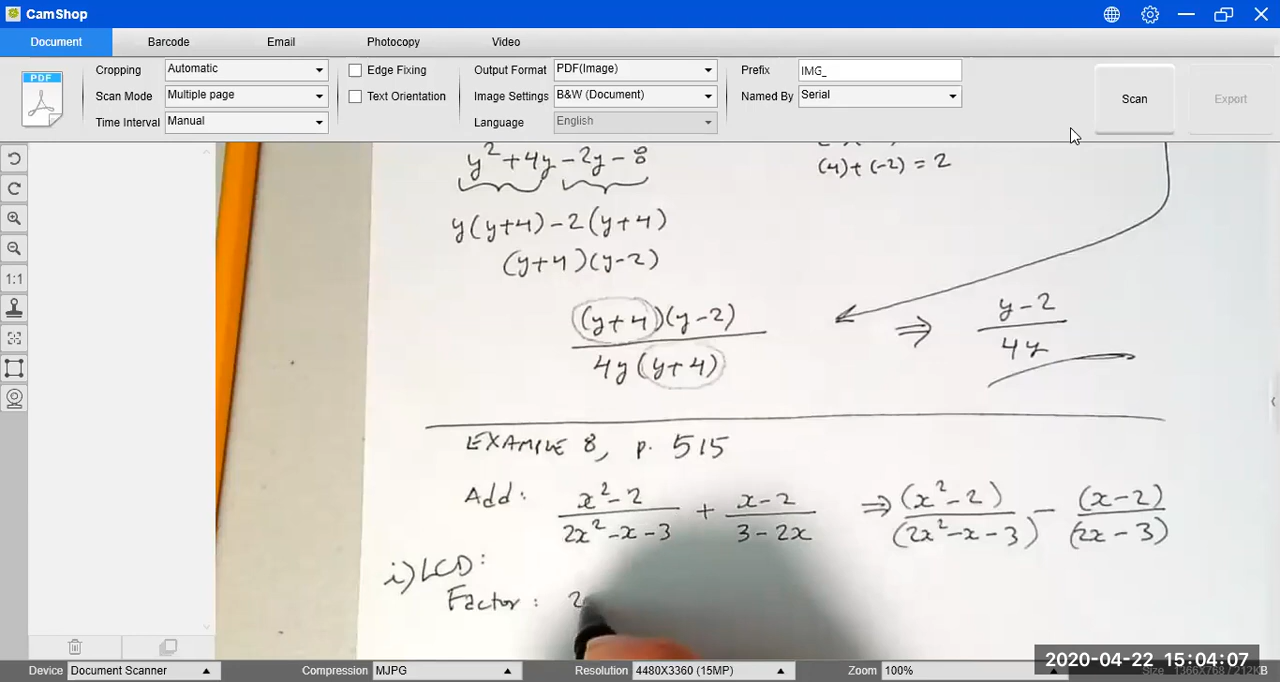 CamShop
Document Barcode Email Photocopy Video
PDF Cropping Automatic Edge Fixing Output Format PDF(Image) Prefix IMG_
Scan Mode Multiple page Text Orientation Image Settings B&W (Document) Named By Serial Scan Export
Time Interval Manual Language English
1:1
y² + 4y - 2y - 8
(4) + (-2) = 2
y(y+4) - 2(y+4)
(y+4)(y-2)
(y+4)(y-2) / 4y(y+4) ⇒ y-2 / 4y
EXAMPLE 8, p. 515
Add: x²-2 / 2x²-x-3 + x-2 / 3-2x ⇒ (x²-2) / (2x²-x-3) - (x-2) / (2x-3)
i) LCD:
Factor: 2
2020-04-22 15:04:07
Device Document Scanner Compression MJPG Resolution 4480X3360 (15MP) Zoom 100%